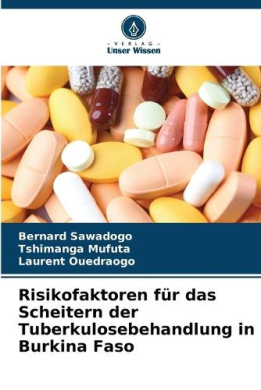 VERLAG
Unser Wissen
Bernard Sawadogo
Tshimanga Mufuta
Laurent Ouedraogo
Risikofaktoren für das
Scheitern der
Tuberkulosebehandlung in
Burkina Faso